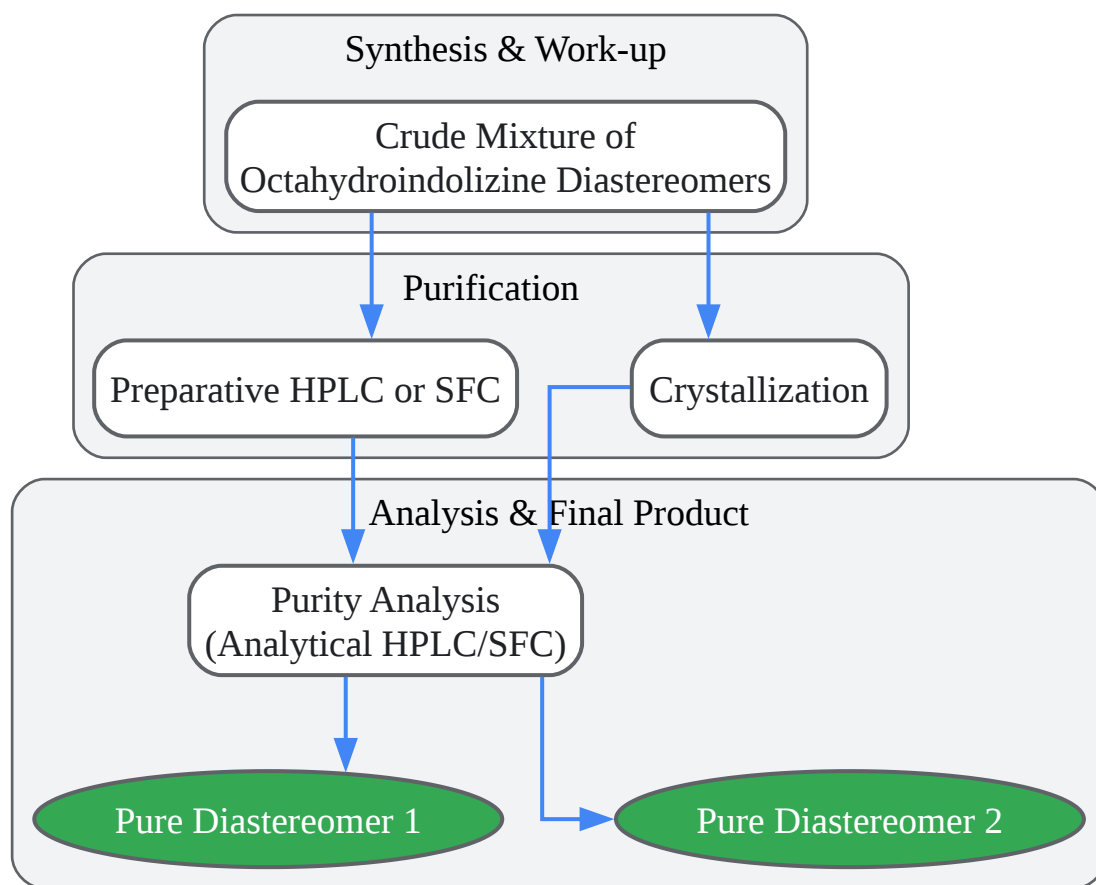 Synthesis & Work-up
Crude Mixture of
Octahydroindolizine Diastereomers
Purification
Preparative HPLC or SFC
Crystallization
Analysis & Final Product
Purity Analysis
(Analytical HPLC/SFC)
Pure Diastereomer 1
Pure Diastereomer 2